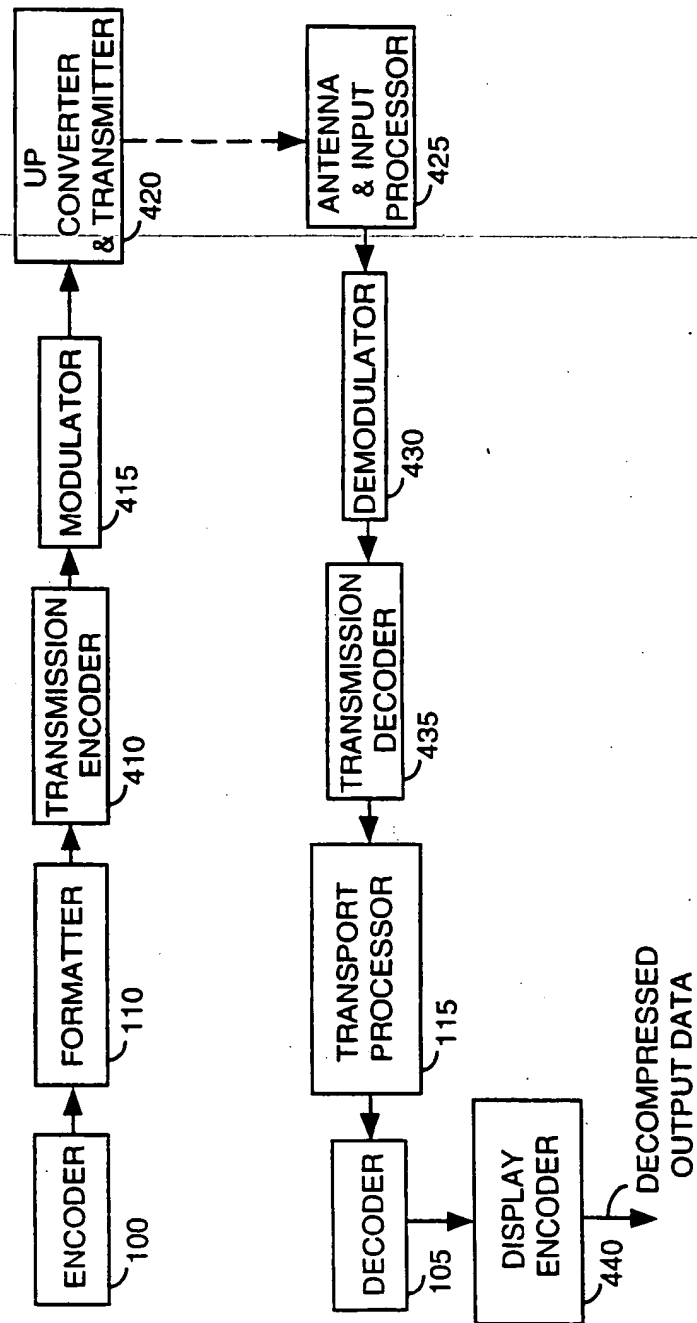 ENCODER
100
FORMATTER
110
TRANSMISSION
ENCODER
410
MODULATOR
415
UP
CONVERTER
& TRANSMITTER
420
ANTENNA
& INPUT
PROCESSOR
425
DEMODULATOR
430
TRANSMISSION
DECODER
435
TRANSPORT
PROCESSOR
115
DECODER
105
DISPLAY
ENCODER
440
DECOMPRESSED
OUTPUT DATA